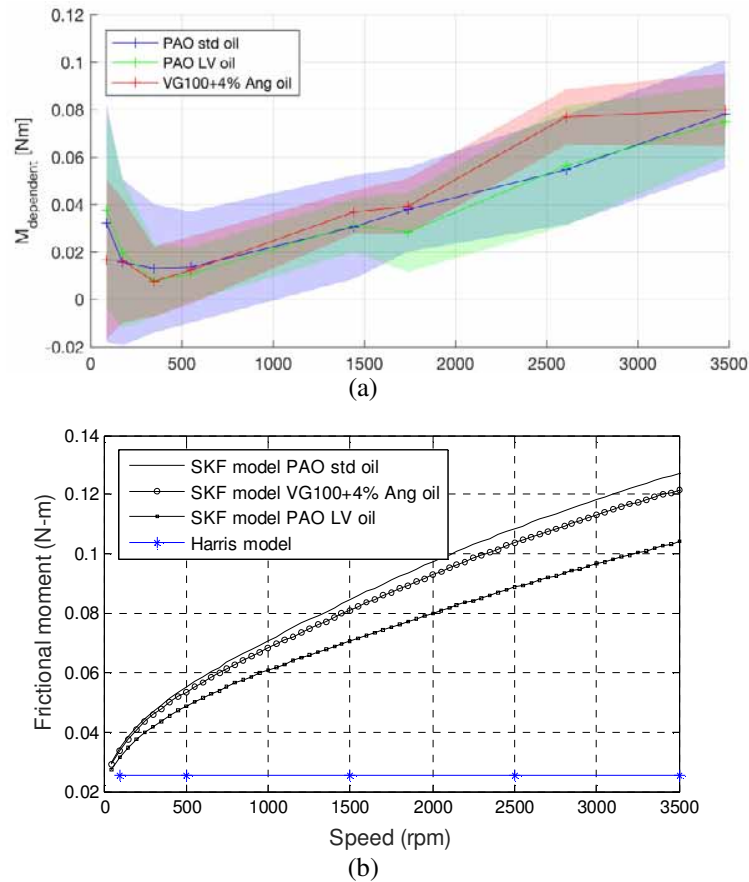 0.12
0.1
0.08
0.06
0.04
0.02
0
-0.02
M_dependent [Nm]
PAO std oil
PAO LV oil
VG100+4% Ang oil
0 500 1000 1500 2000 2500 3000 3500
(a)
0.14
0.12
0.1
0.08
0.06
0.04
0.02
Frictional moment (N-m)
SKF model PAO std oil
SKF model VG100+4% Ang oil
SKF model PAO LV oil
Harris model
0 500 1000 1500 2000 2500 3000 3500
Speed (rpm)
(b)